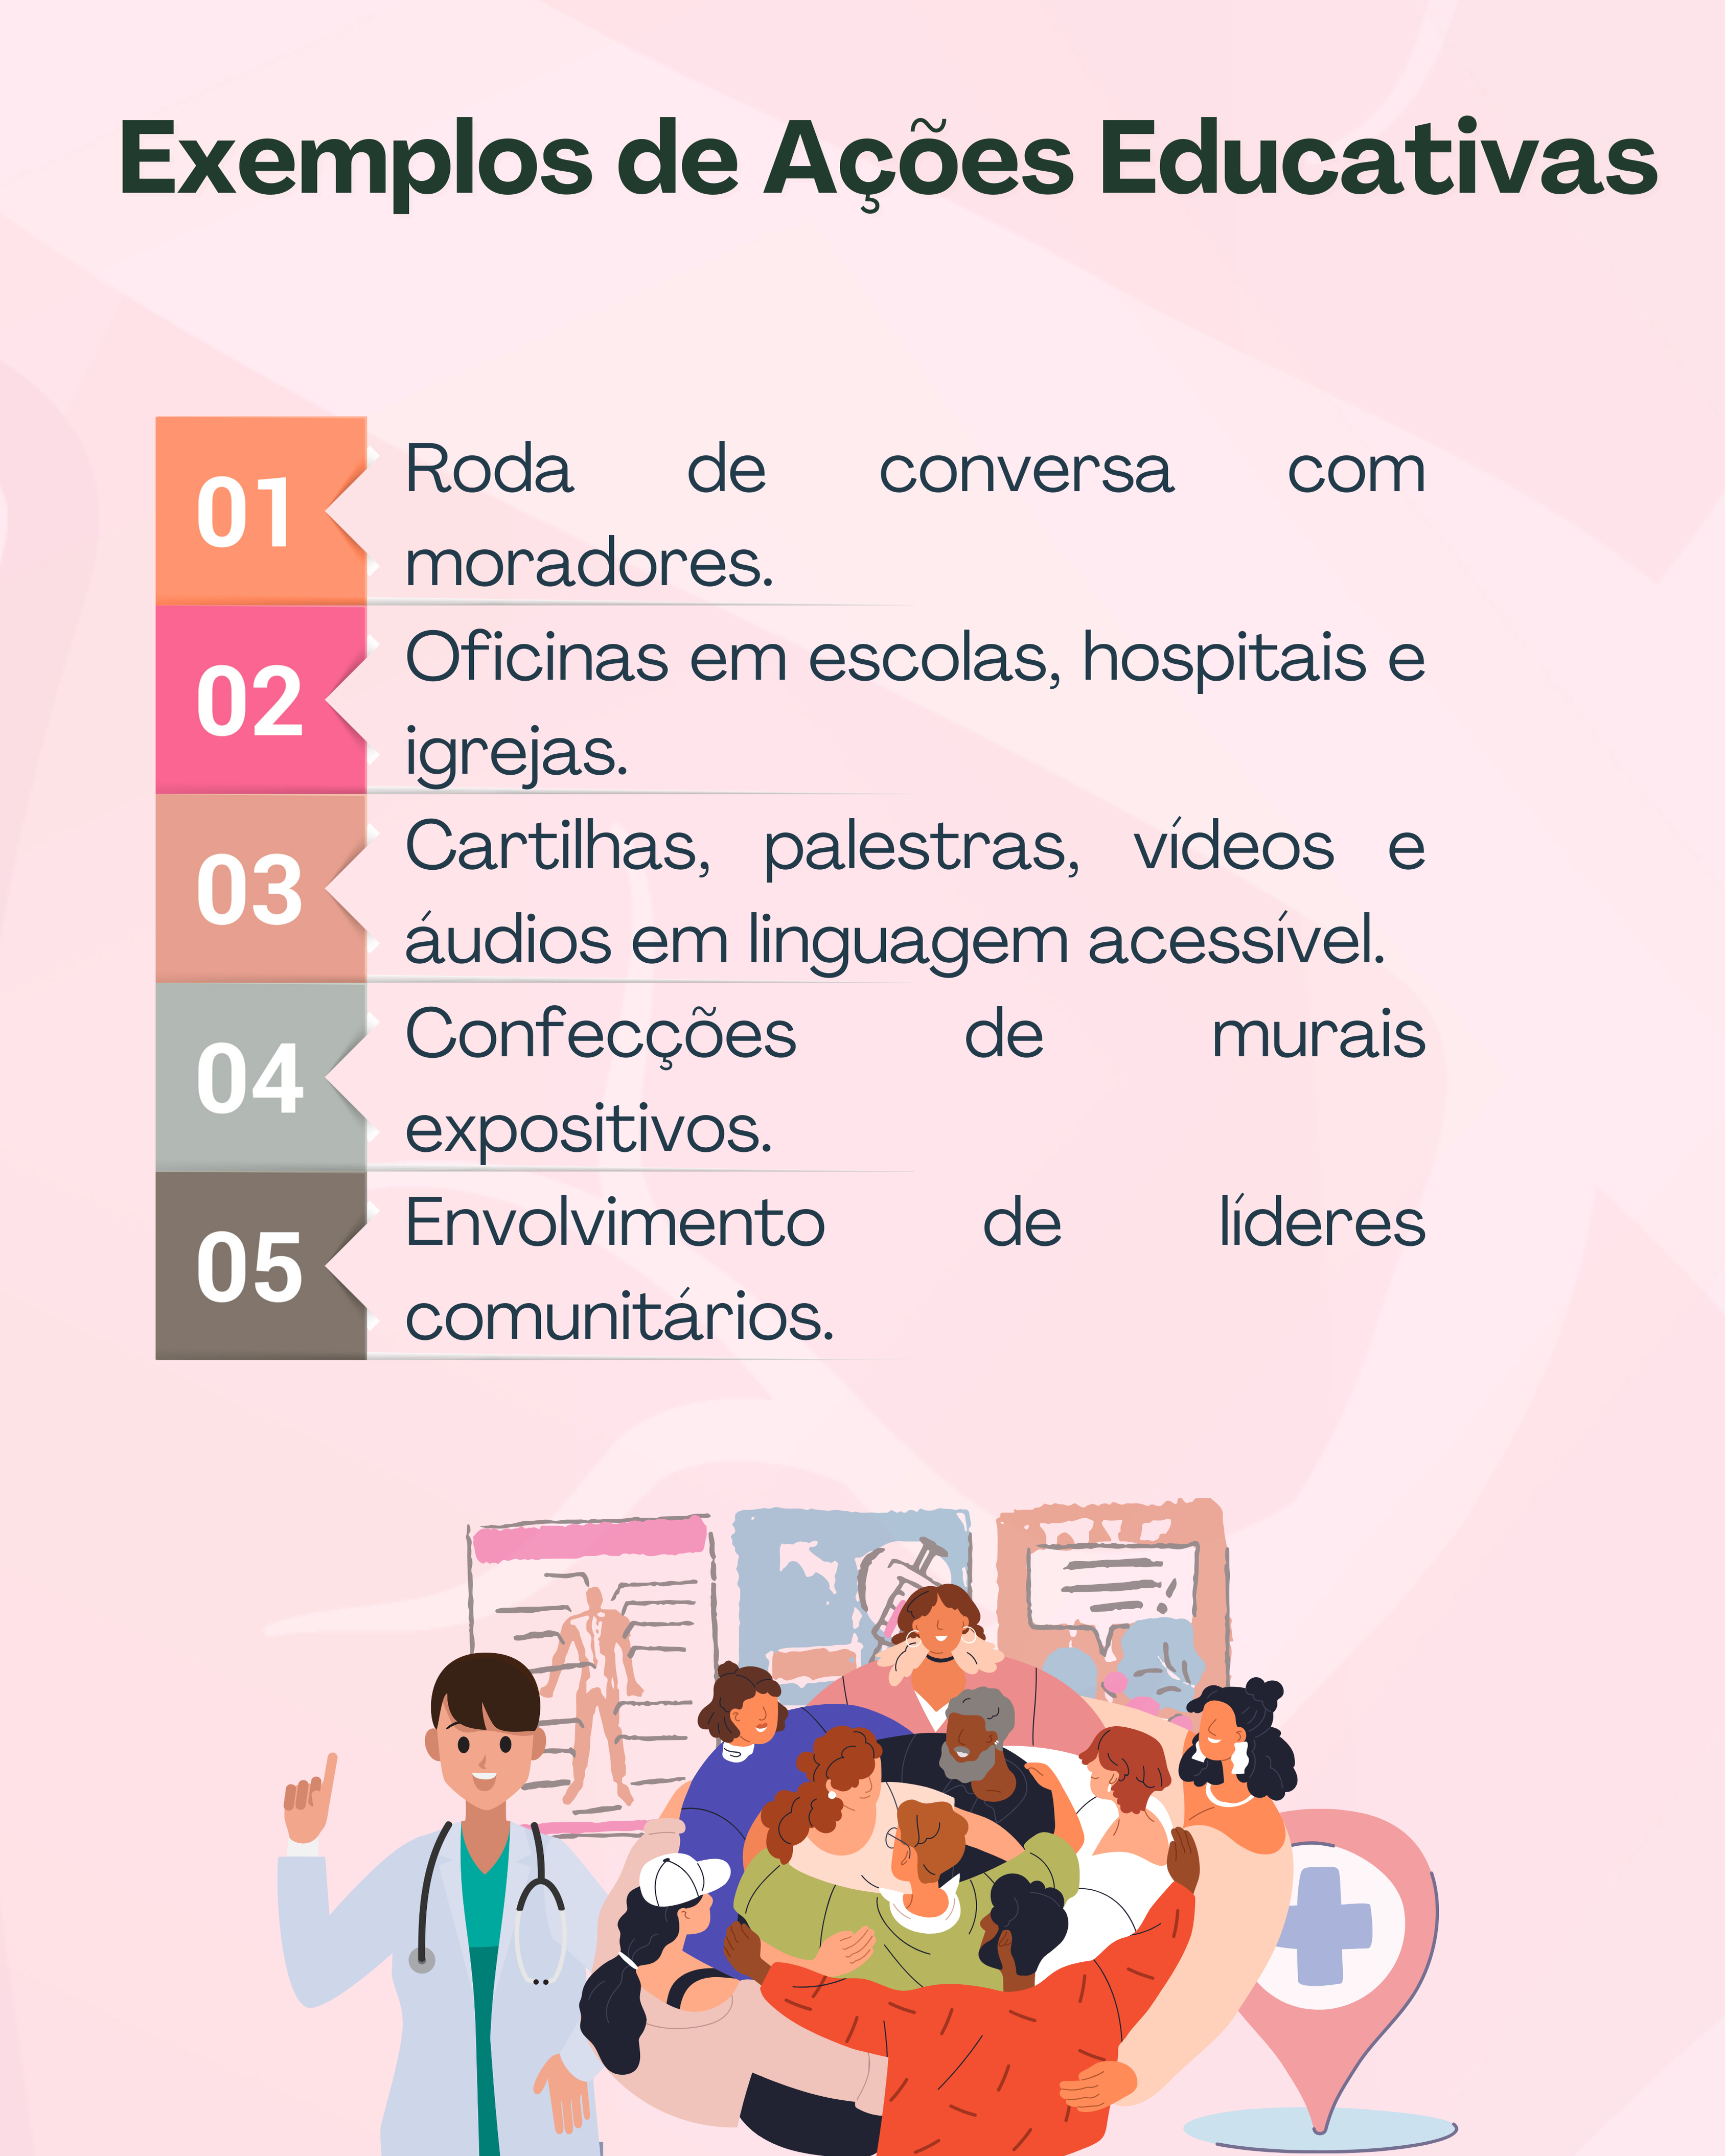 Exemplos de Ações Educativas
01
Roda de conversa com
moradores.
02
Oficinas em escolas, hospitais e
igrejas.
03
Cartilhas, palestras, vídeos e
áudios em linguagem acessível.
04
Confecções de murais
expositivos.
05
Envolvimento de líderes
comunitários.